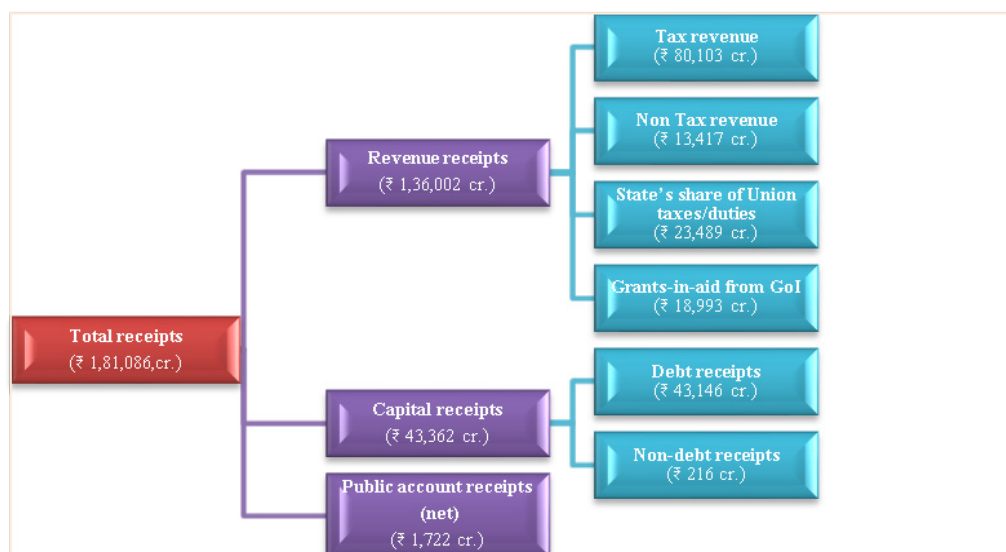 Tax revenue
(₹ 80,103 cr.)
Non Tax revenue
(₹ 13,417 cr.)
Revenue receipts
(₹ 1,36,002 cr.)
State's share of Union
taxes/duties
(₹ 23,489 cr.)
Grants-in-aid from GoI
(₹ 18,993 cr.)
Total receipts
(₹ 1,81,086,cr.)
Debt receipts
(₹ 43,146 cr.)
Capital receipts
(₹ 43,362 cr.)
Non-debt receipts
(₹ 216 cr.)
Public account receipts
(net)
(₹ 1,722 cr.)